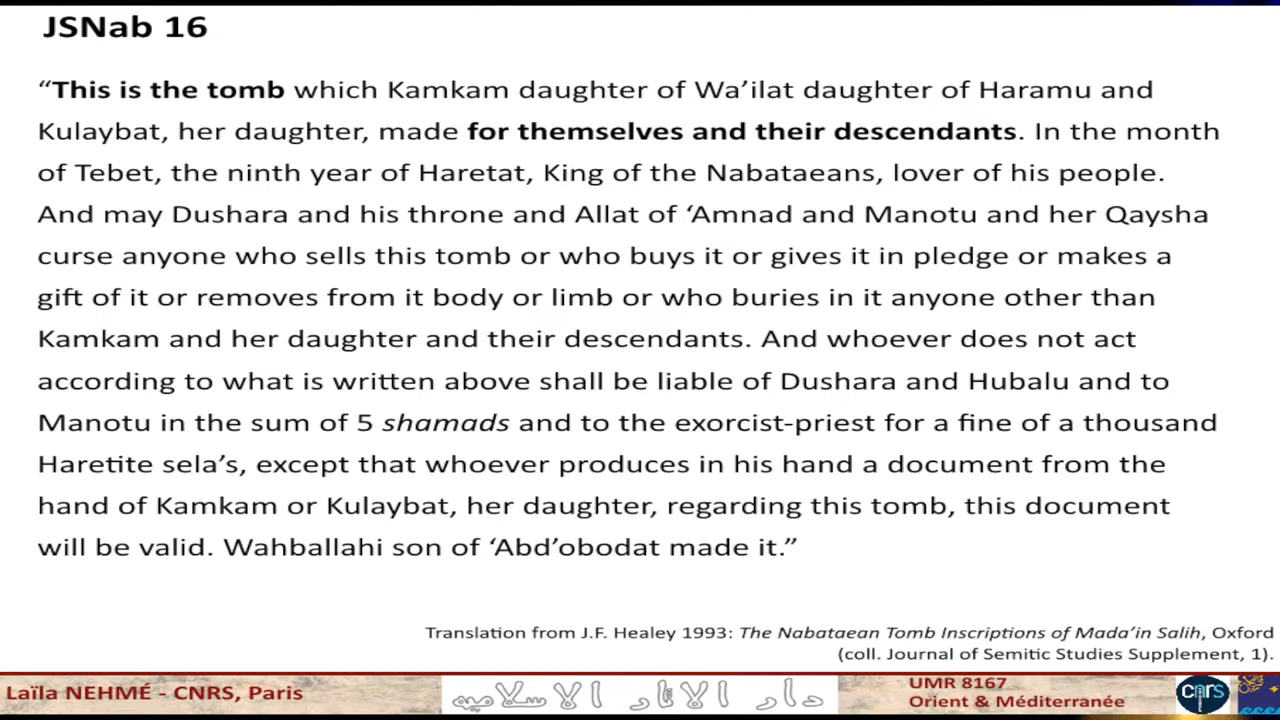 JSNab 16
“This is the tomb which Kamkam daughter of Wa’ilat daughter of Haramu and
Kulaybat, her daughter, made for themselves and their descendants. In the month
of Tebet, the ninth year of Haretat, King of the Nabataeans, lover of his people.
And may Dushara and his throne and Allat of ‘Amnad and Manotu and her Qaysha
curse anyone who sells this tomb or who buys it or gives it in pledge or makes a
gift of it or removes from it body or limb or who buries in it anyone other than
Kamkam and her daughter and their descendants. And whoever does not act
according to what is written above shall be liable of Dushara and Hubalu and to
Manotu in the sum of 5 shamads and to the exorcist-priest for a fine of a thousand
Haretite sela’s, except that whoever produces in his hand a document from the
hand of Kamkam or Kulaybat, her daughter, regarding this tomb, this document
will be valid. Wahballahi son of ‘Abd’obodat made it.”
Translation from J.F. Healey 1993: The Nabataean Tomb Inscriptions of Mada’in Salih, Oxford
(coll. Journal of Semitic Studies Supplement, 1).
Laïla NEHMÉ - CNRS, Paris
دار الاثار الاسلاميه
UMR 8167
Orient & Méditerranée
cnrs